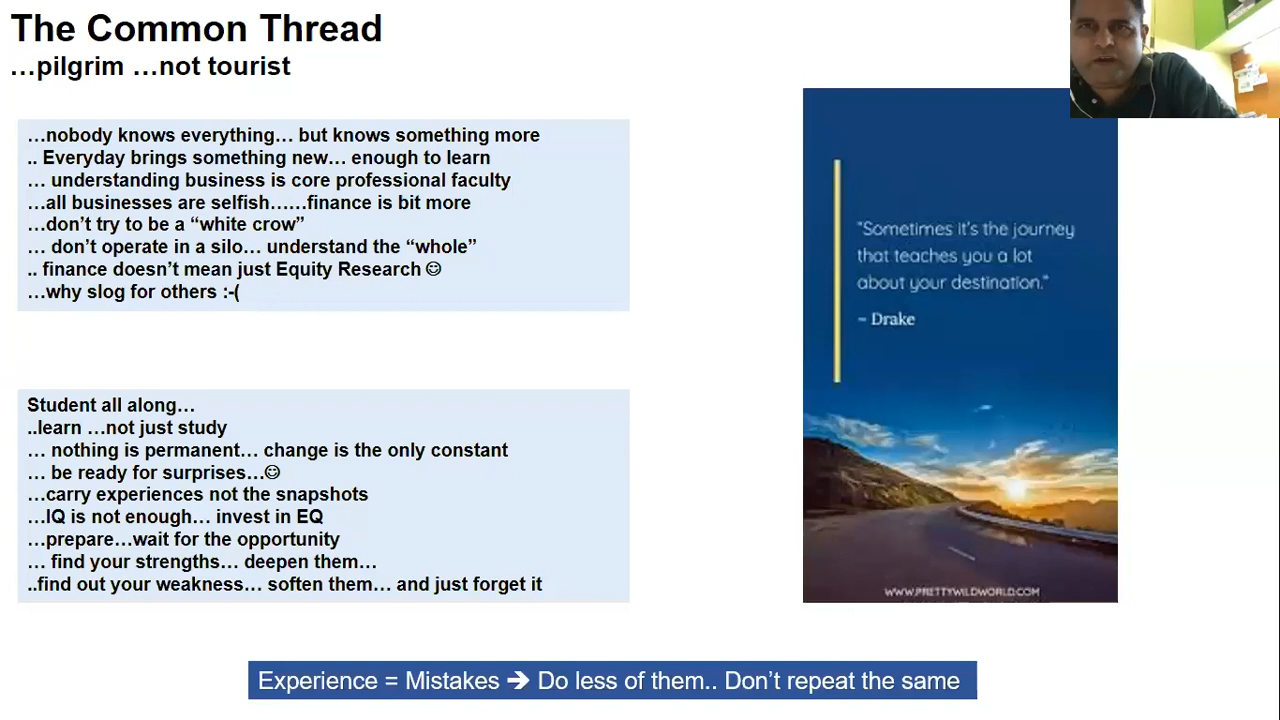 The Common Thread
…pilgrim …not tourist
…nobody knows everything… but knows something more
.. Everyday brings something new… enough to learn
… understanding business is core professional faculty
…all businesses are selfish……finance is bit more
…don’t try to be a “white crow”
… don’t operate in a silo… understand the “whole”
.. finance doesn’t mean just Equity Research ☺
…why slog for others :-(
Student all along…
..learn …not just study
… nothing is permanent… change is the only constant
… be ready for surprises…☺
…carry experiences not the snapshots
…IQ is not enough… invest in EQ
…prepare…wait for the opportunity
… find your strengths… deepen them…
..find out your weakness… soften them… and just forget it
"Sometimes it's the journey
that teaches you a lot
about your destination."
~ Drake
WWW.PRETTYWILDWORLD.COM
Experience = Mistakes ➔ Do less of them.. Don’t repeat the same